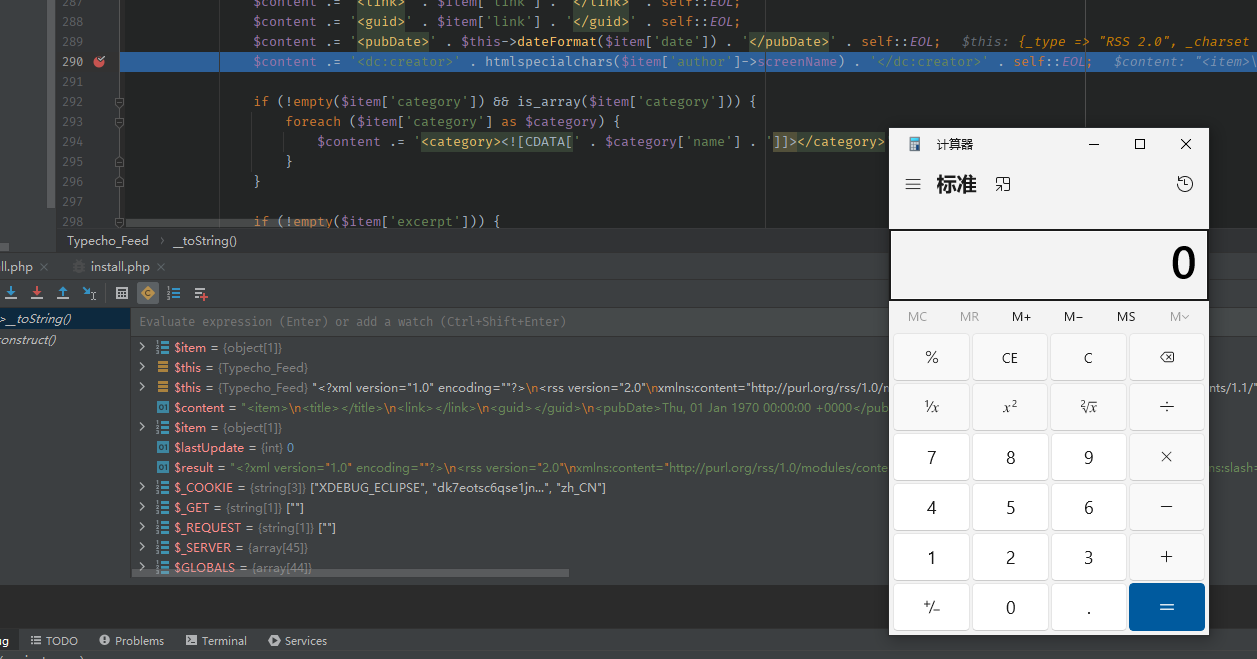 287 $content .= '<link>' . $item['link'] . '</link>' . self::EOL;
288 $content .= '<guid>' . $item['link'] . '</guid>' . self::EOL;
289 $content .= '<pubDate>' . $this->dateFormat($item['date']) . '</pubDate>' . self::EOL; $this: {_type => "RSS 2.0", _charset
290 $content .= '<dc:creator>' . htmlspecialchars($item['author']->screenName) . '</dc:creator>' . self::EOL; $content: "<item>\
291
292 if (!empty($item['category']) && is_array($item['category'])) {
293 foreach ($item['category'] as $category) {
294 $content .= '<category><![CDATA[' . $category['name'] . ']]></category>
295 }
296 }
297
298 if (!empty($item['excerpt'])) {
Typecho_Feed › __toString()
ll.php × install.php ×
>__toString()
onstruct()
Evaluate expression (Enter) or add a watch (Ctrl+Shift+Enter)
$item = {object[1]}
$this = {Typecho_Feed}
$this = {Typecho_Feed} "<?xml version="1.0" encoding=""?>\n<rss version="2.0"\nxmlns:content="http://purl.org/rss/1.0/m
nts/1.1/"
$content = "<item>\n<title></title>\n<link></link>\n<guid></guid>\n<pubDate>Thu, 01 Jan 1970 00:00:00 +0000</pub
$item = {object[1]}
$lastUpdate = {int} 0
$result = "<?xml version="1.0" encoding=""?>\n<rss version="2.0"\nxmlns:content="http://purl.org/rss/1.0/modules/conte
ns:slash=
$_COOKIE = {string[3]} ["XDEBUG_ECLIPSE", "dk7eotsc6qse1jn...", "zh_CN"]
$_GET = {string[1]} [""]
$_REQUEST = {string[1]} [""]
$_SERVER = {array[45]}
$GLOBALS = {array[44]}
ug TODO Problems Terminal Services
计算器
标准
0
MC MR M+ M− MS M˅
% CE C ⌫
¹/x x² ²√x ÷
7 8 9 ×
4 5 6 −
1 2 3 +
+/− 0 . =